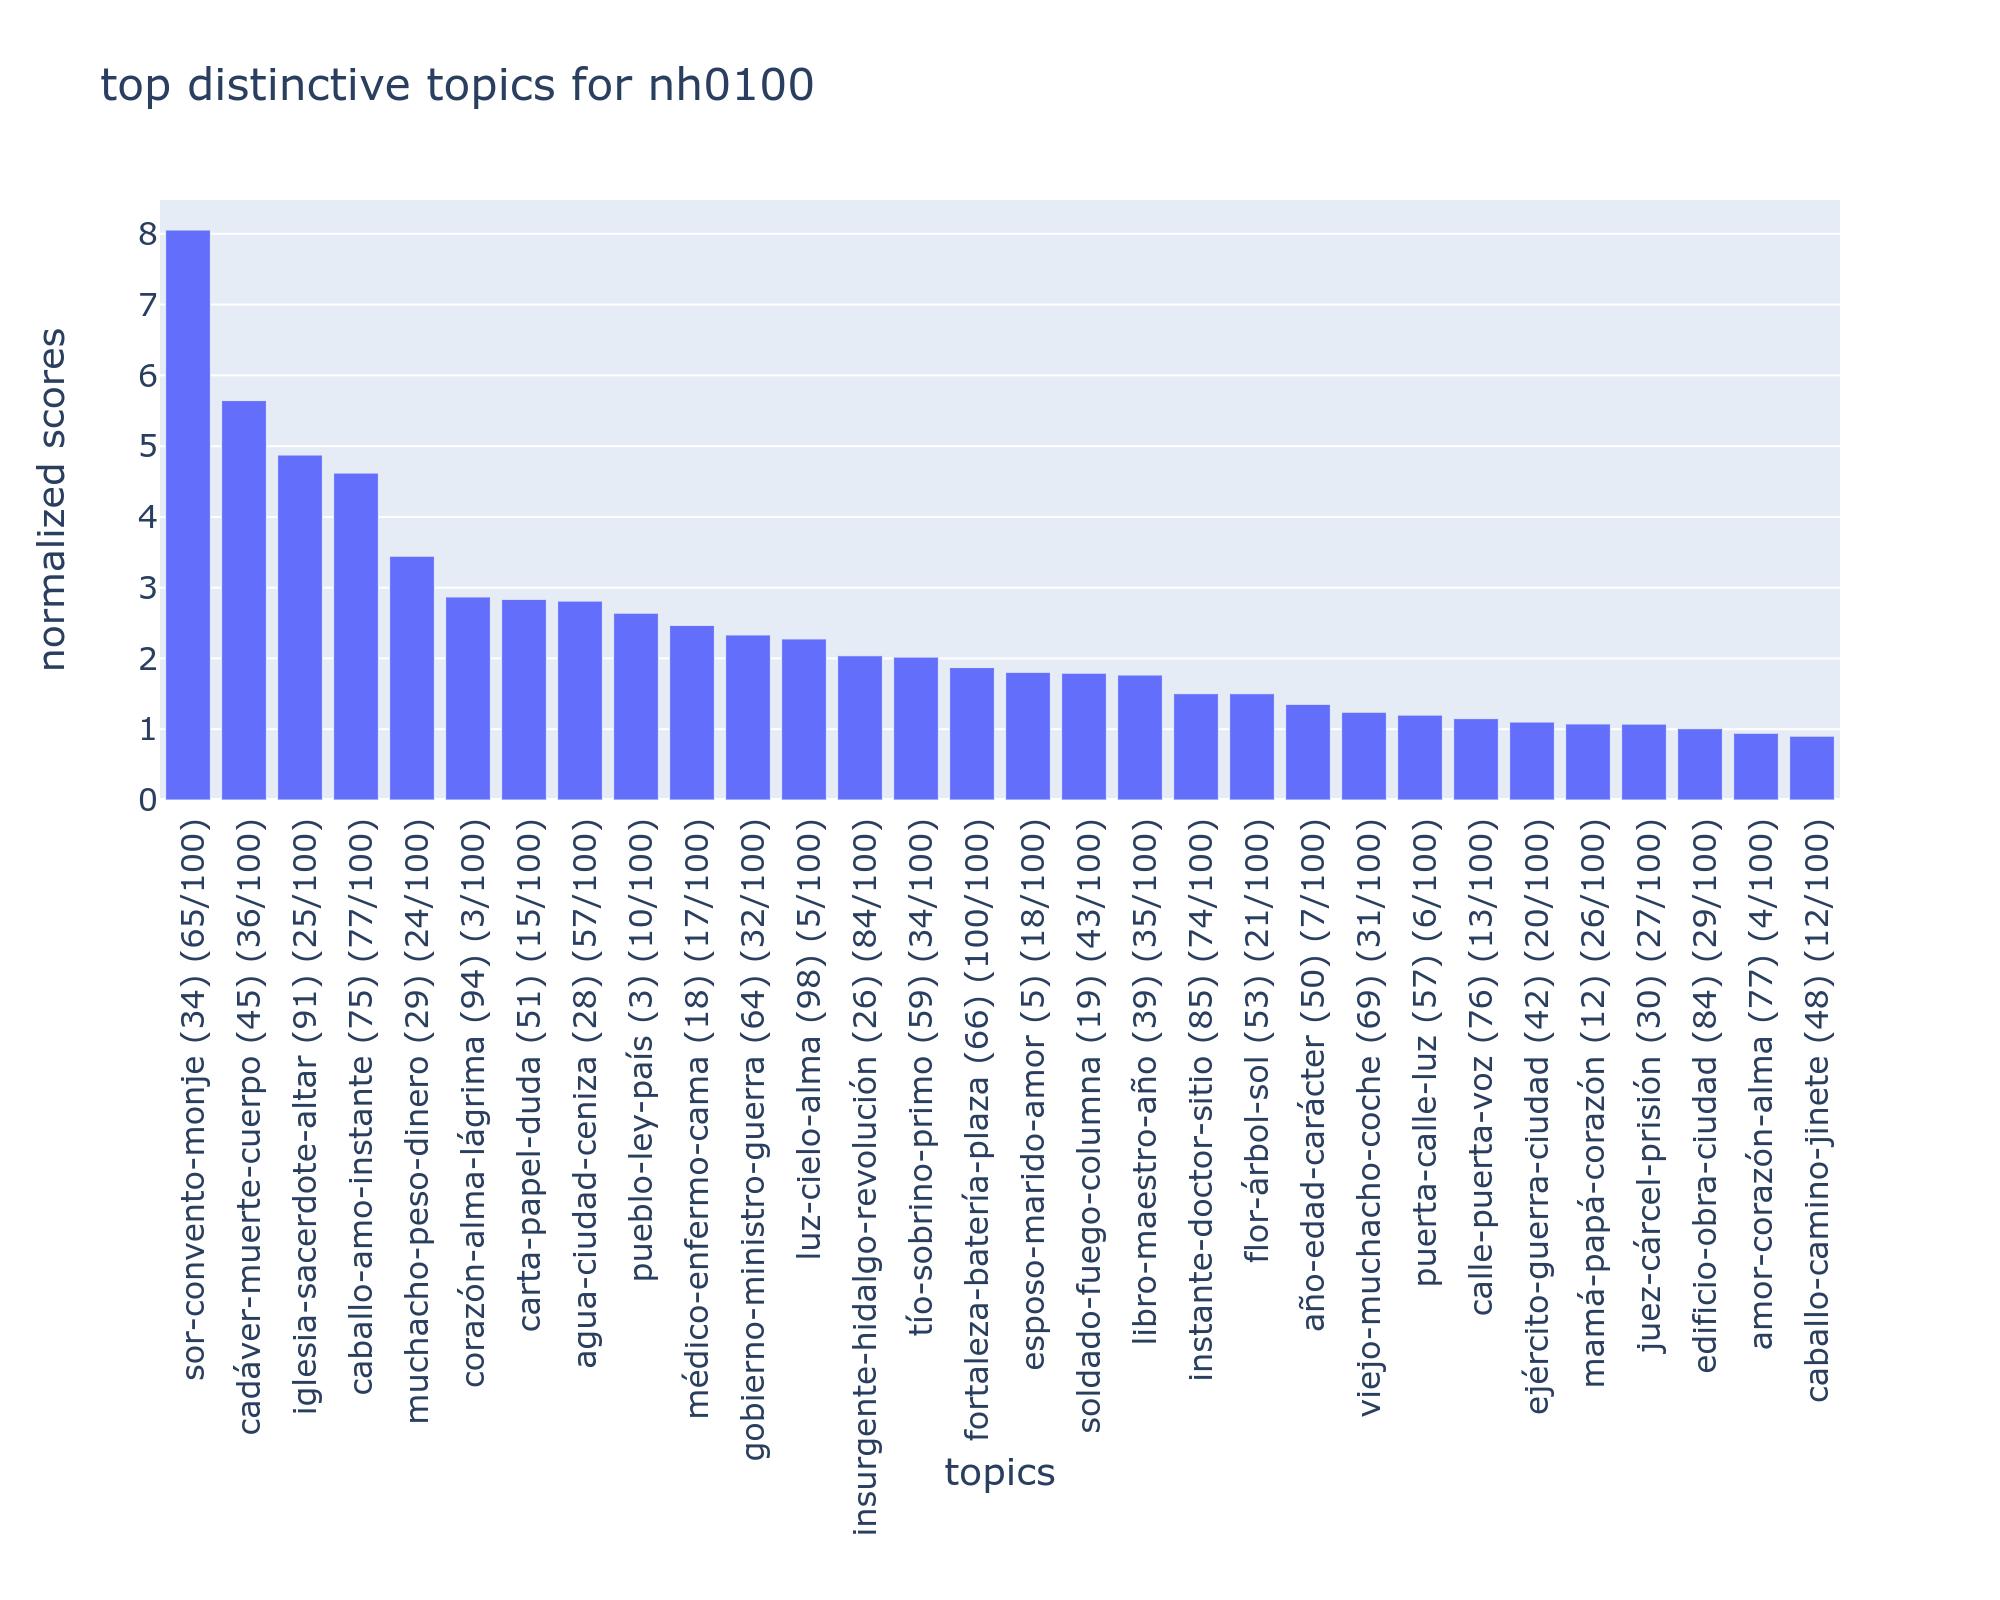 top distinctive topics for nh0100
normalized scores
8
7
6
5
4
3
2
1
0
sor-convento-monje (34) (65/100)
cadáver-muerte-cuerpo (45) (36/100)
iglesia-sacerdote-altar (91) (25/100)
caballo-amo-instante (75) (77/100)
muchacho-peso-dinero (29) (24/100)
corazón-alma-lágrima (94) (3/100)
carta-papel-duda (51) (15/100)
agua-ciudad-ceniza (28) (57/100)
pueblo-ley-país (3) (10/100)
médico-enfermo-cama (18) (17/100)
gobierno-ministro-guerra (64) (32/100)
luz-cielo-alma (98) (5/100)
insurgente-hidalgo-revolución (26) (84/100)
tío-sobrino-primo (59) (34/100)
fortaleza-batería-plaza (66) (100/100)
esposo-marido-amor (5) (18/100)
soldado-fuego-columna (19) (43/100)
libro-maestro-año (39) (35/100)
instante-doctor-sitio (85) (74/100)
flor-árbol-sol (53) (21/100)
año-edad-carácter (50) (7/100)
viejo-muchacho-coche (69) (31/100)
puerta-calle-luz (57) (6/100)
calle-puerta-voz (76) (13/100)
ejército-guerra-ciudad (42) (20/100)
mamá-papá-corazón (12) (26/100)
juez-cárcel-prisión (30) (27/100)
edificio-obra-ciudad (84) (29/100)
amor-corazón-alma (77) (4/100)
caballo-camino-jinete (48) (12/100)
topics